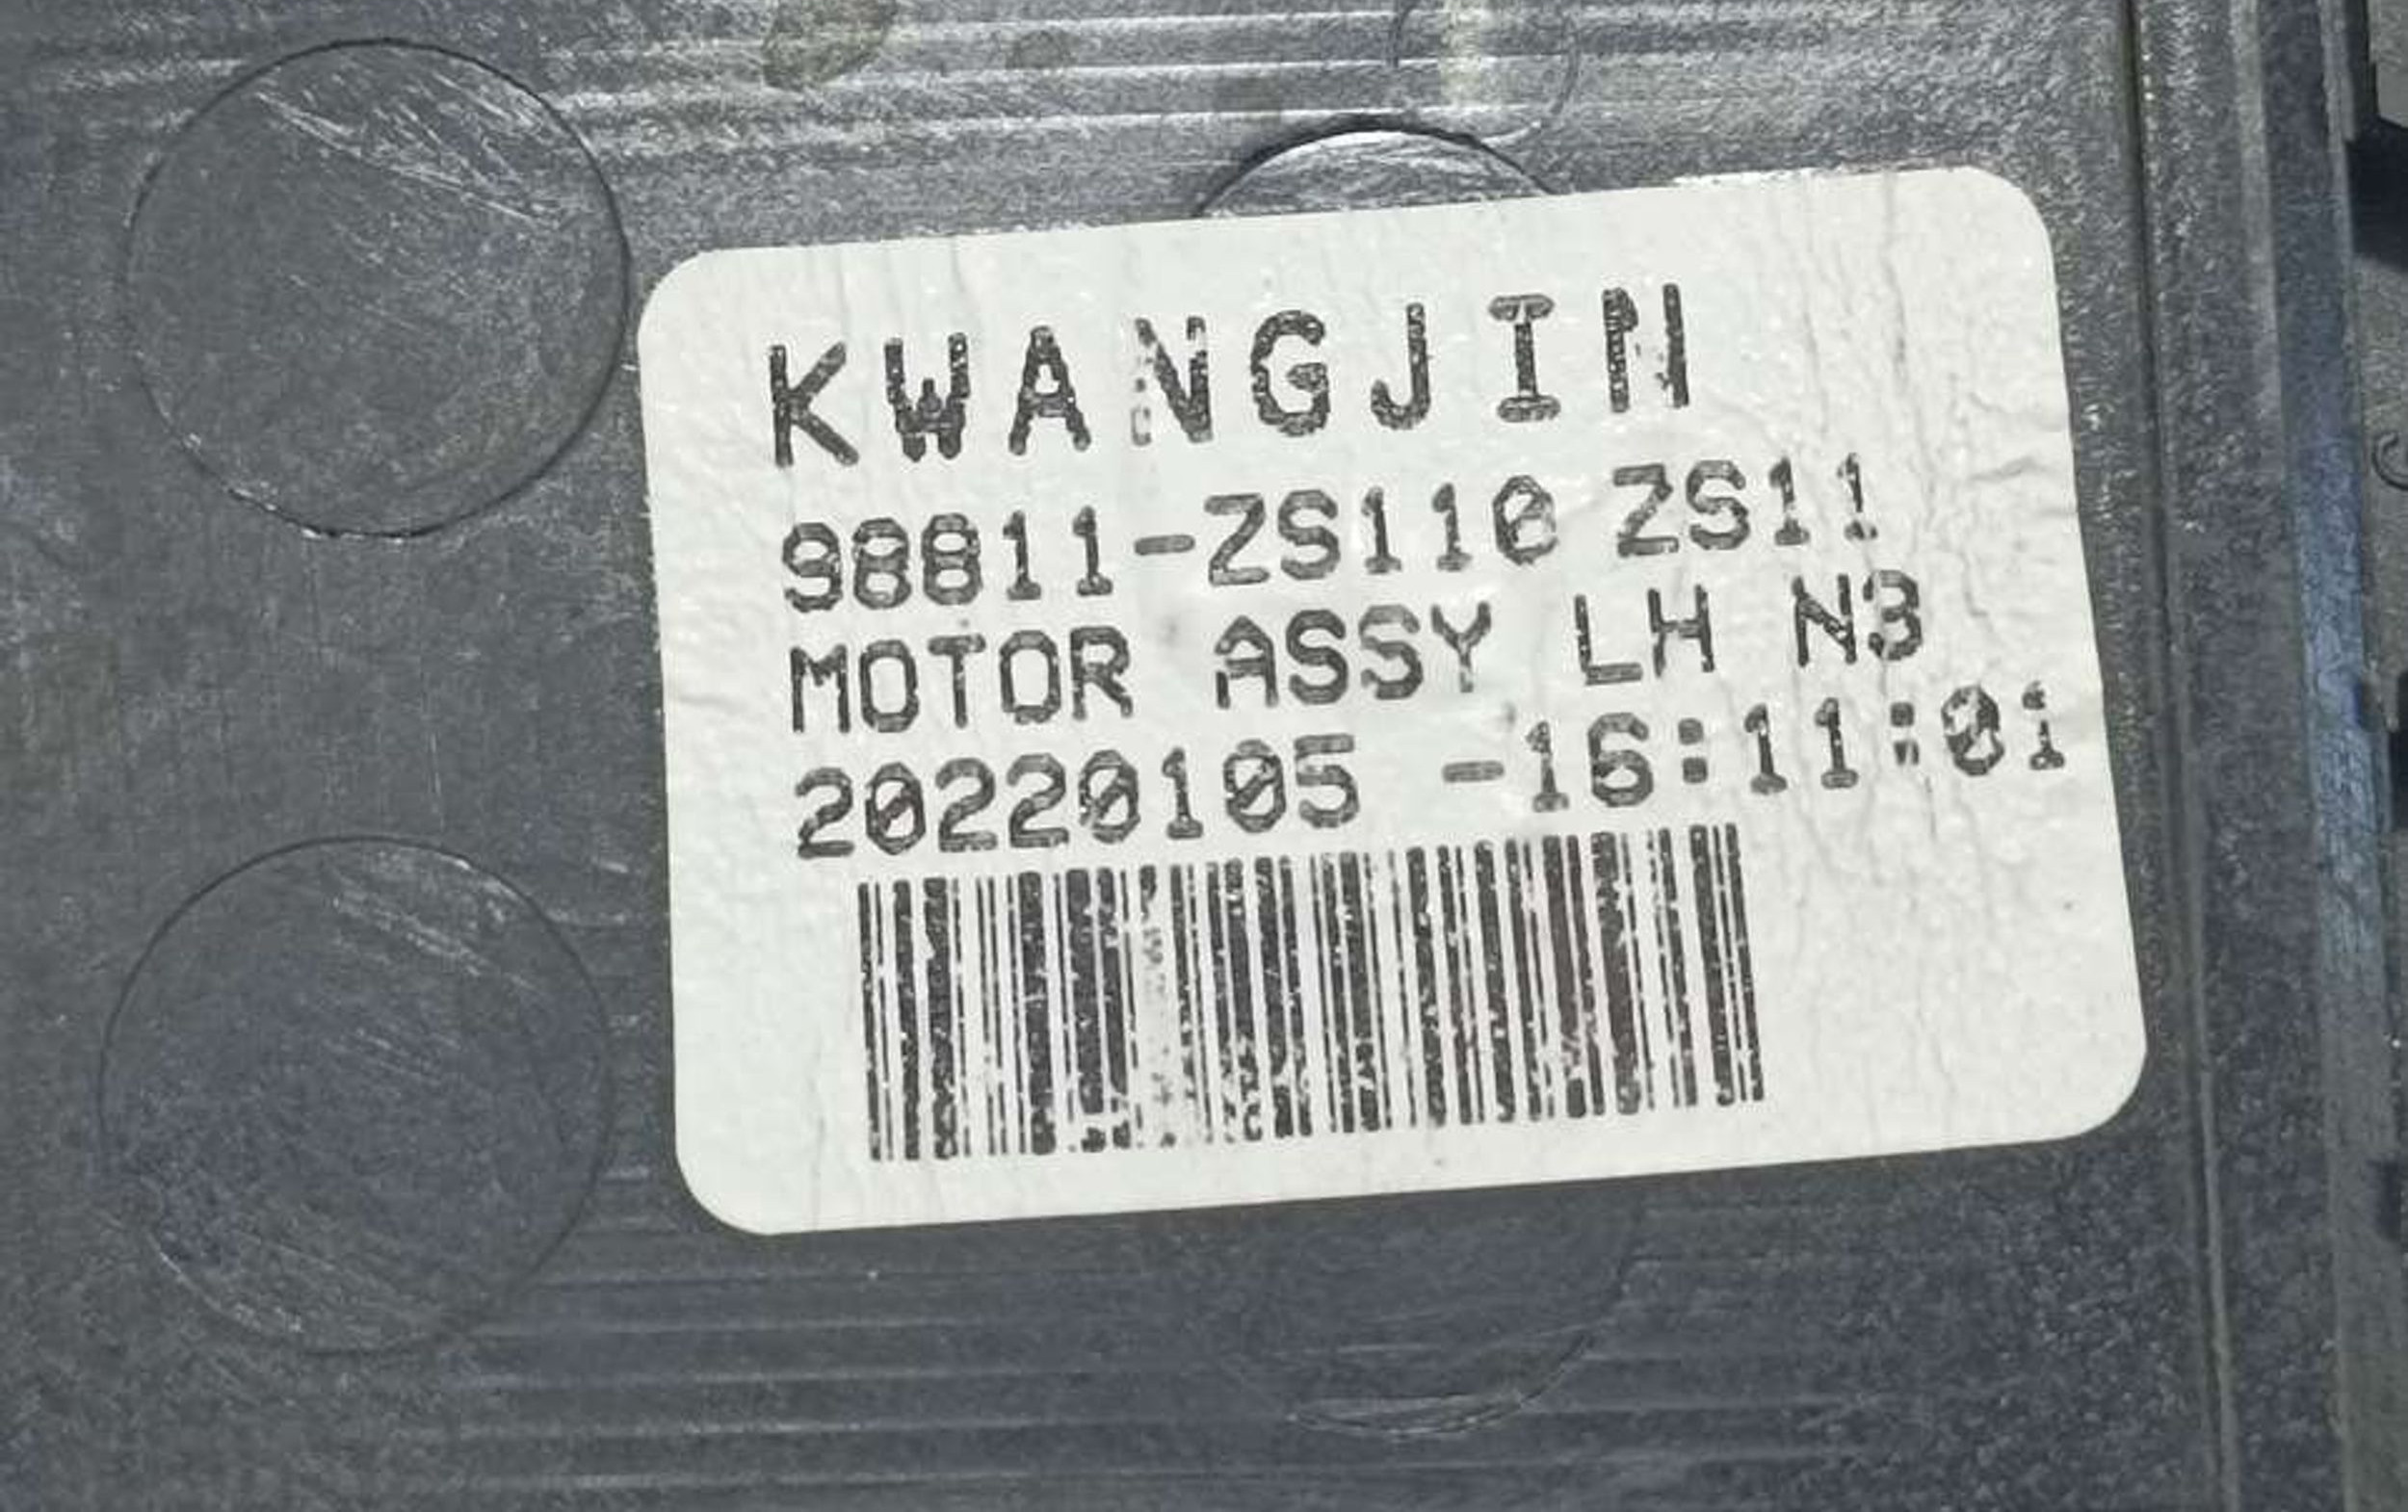 KWANGJIN
98811-ZS110 ZS11
MOTOR ASSY LH N3
20220105 -16:11:01